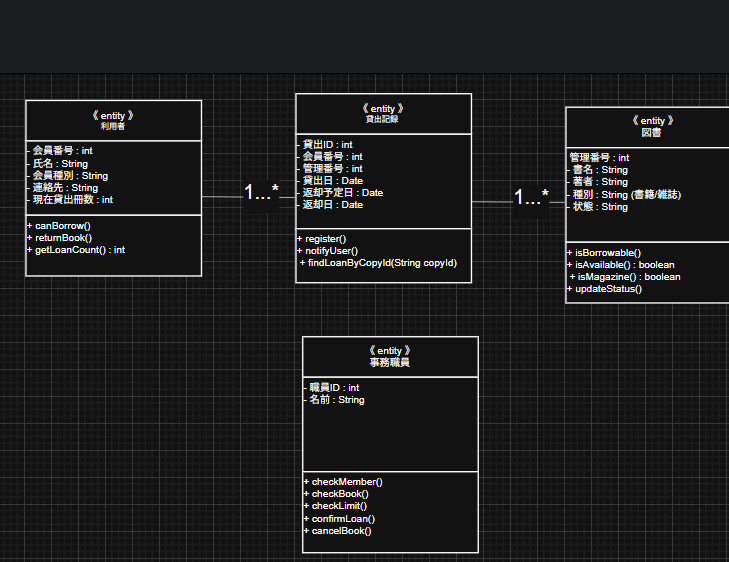 《 entity 》
利用者
- 会員番号 : int
- 氏名 : String
- 会員種別 : String
- 連絡先 : String
- 現在貸出冊数 : int
+ canBorrow()
+ returnBook()
+ getLoanCount() : int
1...*
《 entity 》
貸出記録
- 貸出ID : int
- 会員番号 : int
- 管理番号 : int
- 貸出日 : Date
- 返却予定日 : Date
- 返却日 : Date
+ register()
+ notifyUser()
+ findLoanByCopyId(String copyId)
1...*
《 entity 》
図書
管理番号 : int
- 書名 : String
- 著者 : String
- 種別 : String (書籍/雑誌)
- 状態 : String
+ isBorrowable()
+ isAvailable() : boolean
+ isMagazine() : boolean
+ updateStatus()
《 entity 》
事務職員
- 職員ID : int
- 名前 : String
+ checkMember()
+ checkBook()
+ checkLimit()
+ confirmLoan()
+ cancelBook()